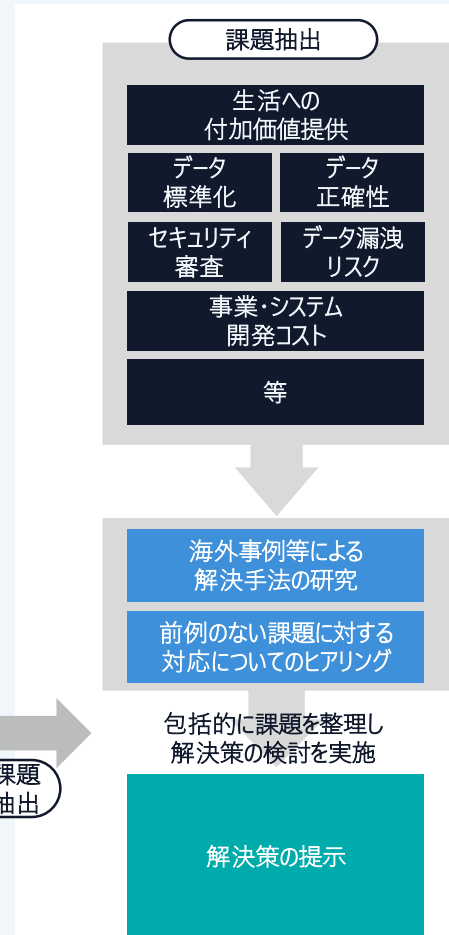 課題抽出
生活への
付加価値提供
データ
標準化
データ
正確性
セキュリティ
審査
データ漏洩
リスク
事業・システム
開発コスト
等
海外事例等による
解決手法の研究
前例のない課題に対する
対応についてのヒアリング
包括的に課題を整理し
解決策の検討を実施
課題
抽出
解決策の提示